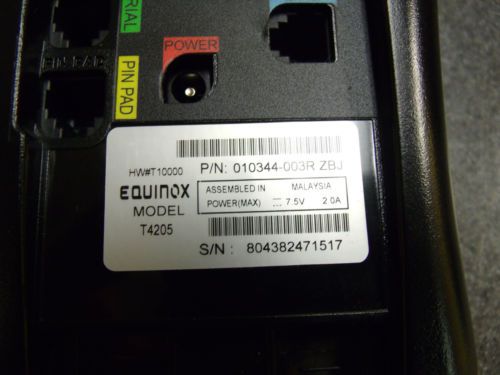 RIAL
POWER
PIN PAD
PIN PAD
HW#T10000 P/N: 010344-003R ZBJ
EQUINOX
MODEL
T4205
ASSEMBLED IN MALAYSIA
POWER(MAX) ⎓ 7.5V 2.0A
S/N : 804382471517